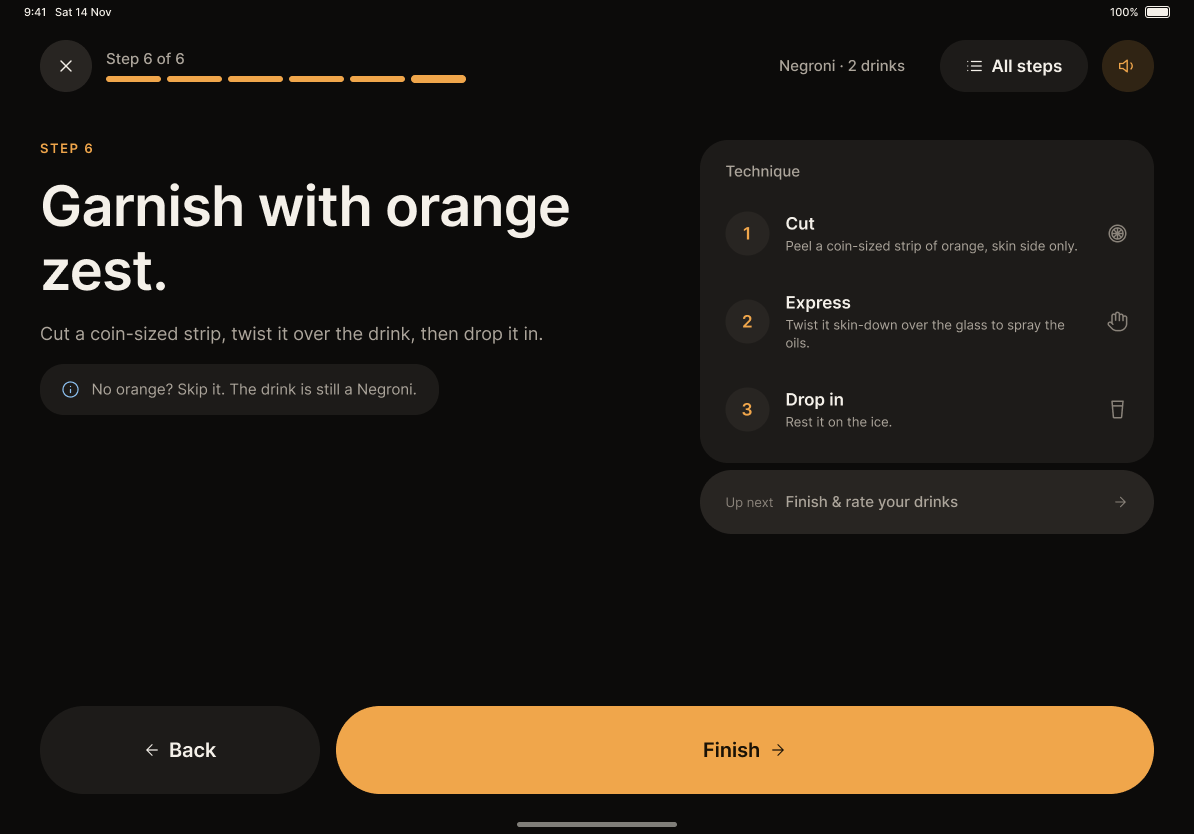 9:41 Sat 14 Nov
100%
Step 6 of 6
Negroni · 2 drinks
All steps
STEP 6
Garnish with orange
zest.
Cut a coin-sized strip, twist it over the drink, then drop it in.
No orange? Skip it. The drink is still a Negroni.
Technique
1
Cut
Peel a coin-sized strip of orange, skin side only.
2
Express
Twist it skin-down over the glass to spray the
oils.
3
Drop in
Rest it on the ice.
Up next Finish & rate your drinks
Back
Finish